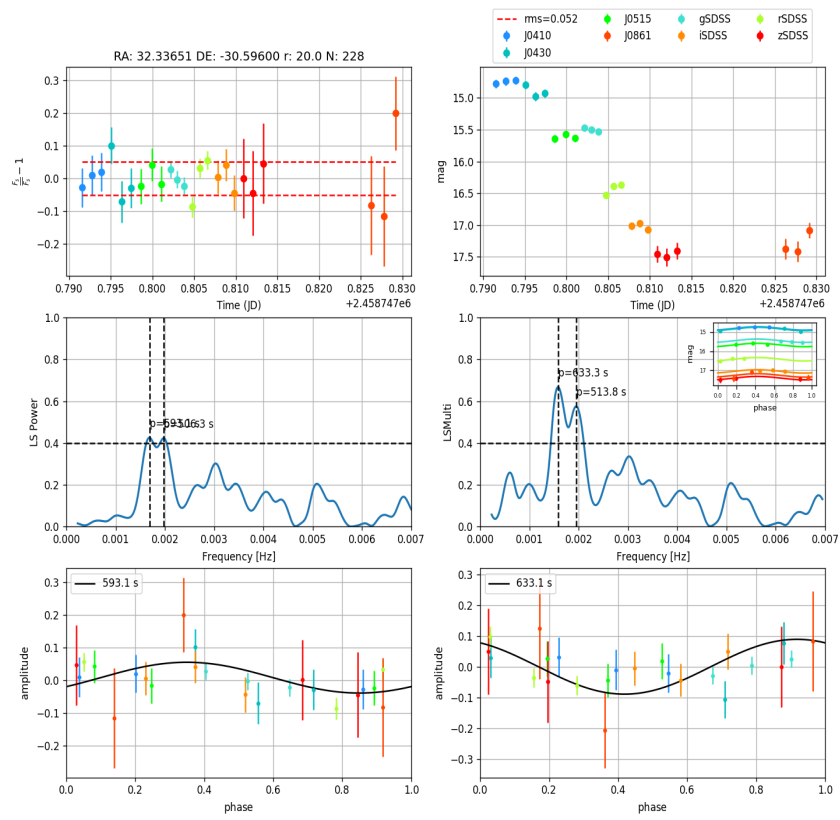 rms=0.052 J0515 gSDSS rSDSS
J0410 J0861 iSDSS zSDSS
J0430
RA: 32.33651 DE: -30.59600 r: 20.0 N: 228
0.3
0.2
0.1
0.0
−0.1
−0.2
0.790 0.795 0.800 0.805 0.810 0.815 0.820 0.825 0.830
Time (JD)
+2.458747e6
15.0
15.5
16.0
16.5
17.0
17.5
mag
0.790 0.795 0.800 0.805 0.810 0.815 0.820 0.825 0.830
Time (JD)
+2.458747e6
1.0
0.8
0.6
0.4
0.2
0.0
LS Power
0.000 0.001 0.002 0.003 0.004 0.005 0.006 0.007
Frequency [Hz]
1.0
0.8
0.6
0.4
0.2
0.0
LSMulti
p=633.3 s
p=513.8 s
15
16
17
mag
0.0 0.2 0.4 0.6 0.8 1.0
phase
0.000 0.001 0.002 0.003 0.004 0.005 0.006 0.007
Frequency [Hz]
593.1 s
0.4
0.3
0.2
0.1
0.0
−0.1
−0.2
amplitude
0.0 0.2 0.4 0.6 0.8 1.0
phase
633.1 s
0.3
0.2
0.1
0.0
−0.1
−0.2
−0.3
amplitude
0.0 0.2 0.4 0.6 0.8 1.0
phase